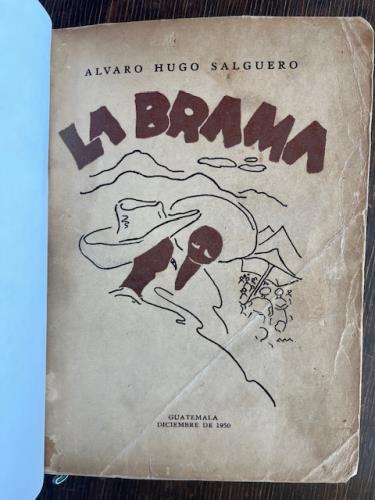 ALVARO HUGO SALGUERO
LA BRAMA
GUATEMALA
DICIEMBRE DE 1950